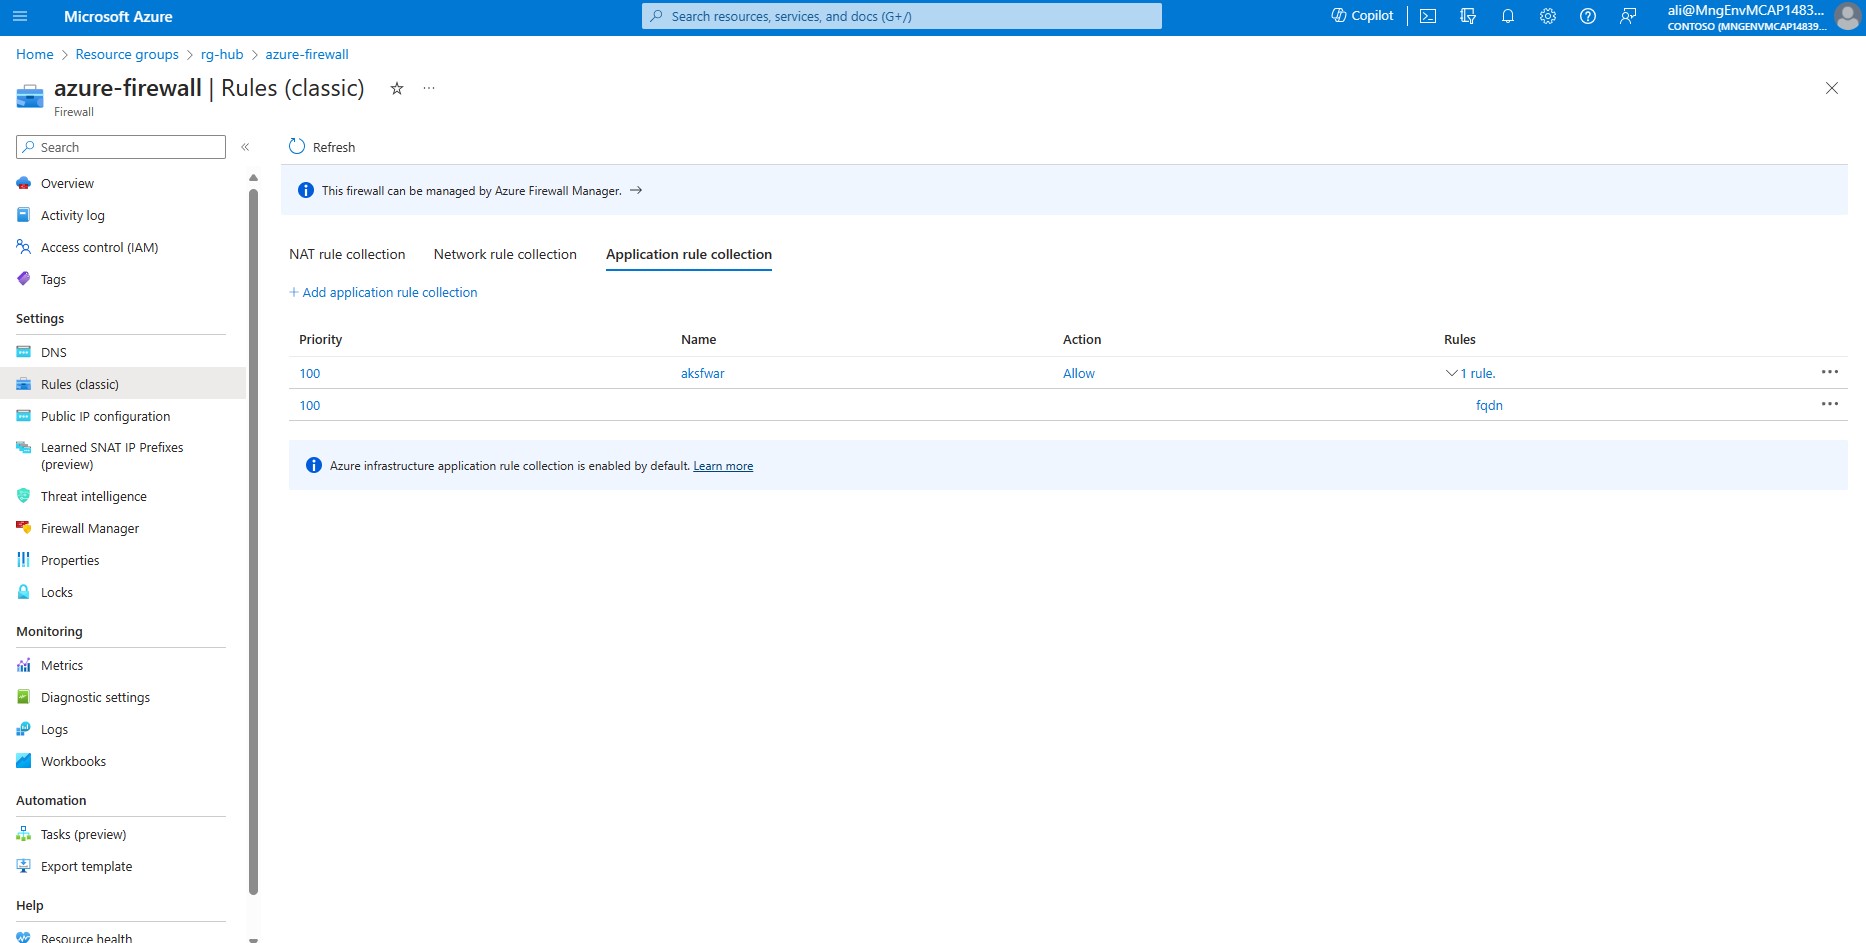 Microsoft Azure
Search resources, services, and docs (G+/)
Copilot
ali@MngEnvMCAP1483...
CONTOSO (MNGENVMCAP14839...
Home > Resource groups > rg-hub > azure-firewall
azure-firewall | Rules (classic)
Firewall
Search
Overview
Activity log
Access control (IAM)
Tags
Settings
DNS
Rules (classic)
Public IP configuration
Learned SNAT IP Prefixes
(preview)
Threat intelligence
Firewall Manager
Properties
Locks
Monitoring
Metrics
Diagnostic settings
Logs
Workbooks
Automation
Tasks (preview)
Export template
Help
Resource health
Refresh
This firewall can be managed by Azure Firewall Manager. →
NAT rule collection Network rule collection Application rule collection
+ Add application rule collection
Priority Name Action Rules
100 aksfwar Allow 1 rule.
100 fqdn
Azure infrastructure application rule collection is enabled by default. Learn more